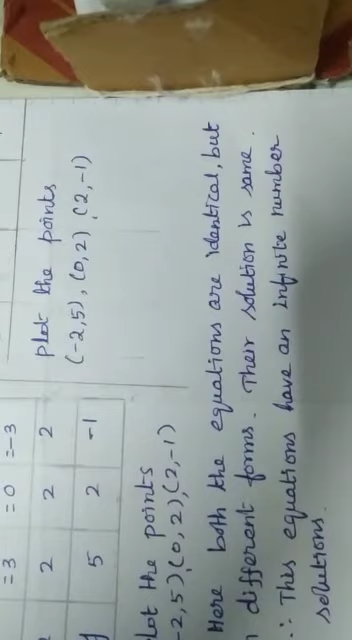 =3 =0 =-3
2 2 2
5 2 -1
Plot the points
(-2,5), (0,2) (2,-1)
lot the points
2,5), (0,2), (2,-1)
Here both the equations are identical, but
different forms. Their solution is same.
∴ This equations have an infinite number
solutions.